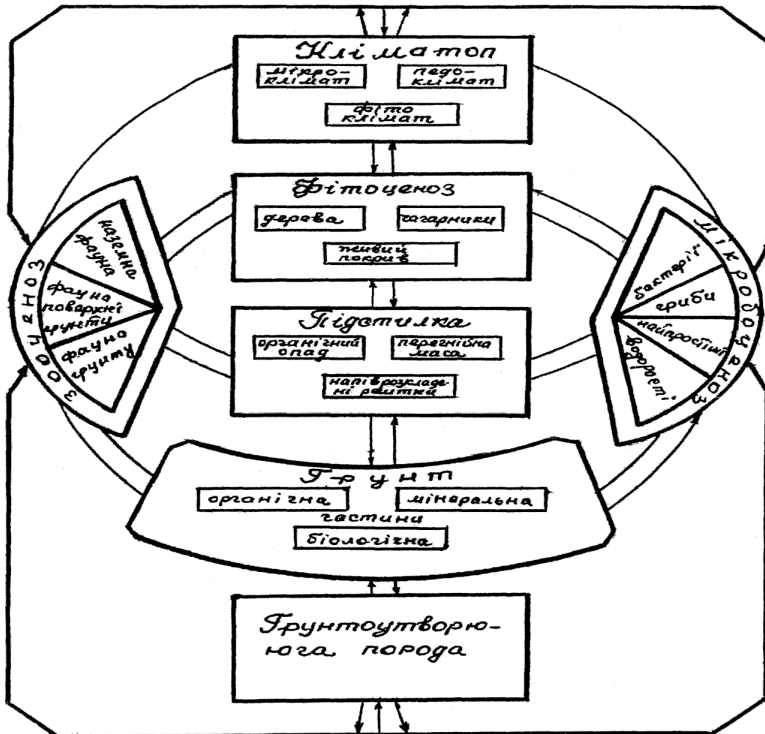 Кліматоп
мікро-
клімат
педо-
клімат
фіто
клімат
Фітоценоз
дерева
чагарники
живий
покрив
Підстилка
органічний
опад
перегнійна
маса
напіврозкладе
ні рештки
Грунт
органічна
мінеральна
частини
біологічна
Грунтоутворю-
юга порода
зооценоз
наземна
фауна
фауна
поверхні
грунту
фауна
грунту
мікробоценоз
бактерії
гриби
найпростіші
водорості